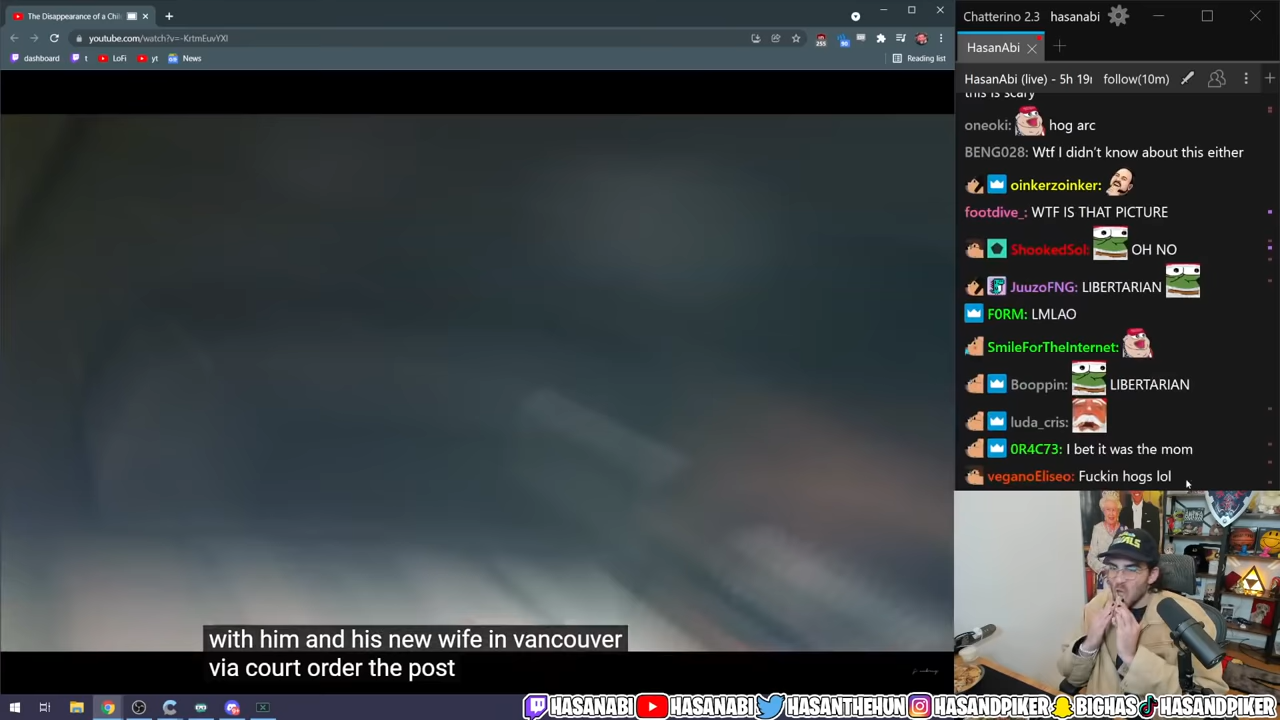 The Disappearance of a Chil
youtube.com/watch?v=-KrtmEuvYXI
dashboard
t
LoFi
yt
News
Reading list
with him and his new wife in vancouver
via court order the post
Chatterino 2.3
hasanabi
HasanAbi
HasanAbi (live) - 5h 19
follow(10m)
this is scary
oneoki: hog arc
BENG028: Wtf I didn't know about this either
oinkerzoinker:
footdive_: WTF IS THAT PICTURE
ShookedSol: OH NO
JuuzoFNG: LIBERTARIAN
F0RM: LMLAO
SmileForTheInternet:
Booppin: LIBERTARIAN
luda_cris:
0R4C73: I bet it was the mom
veganoEliseo: Fuckin hogs lol
HASANABI HASANABI HASANTHEHUN HASANDPIKER BIGHAS HASANDPIKER